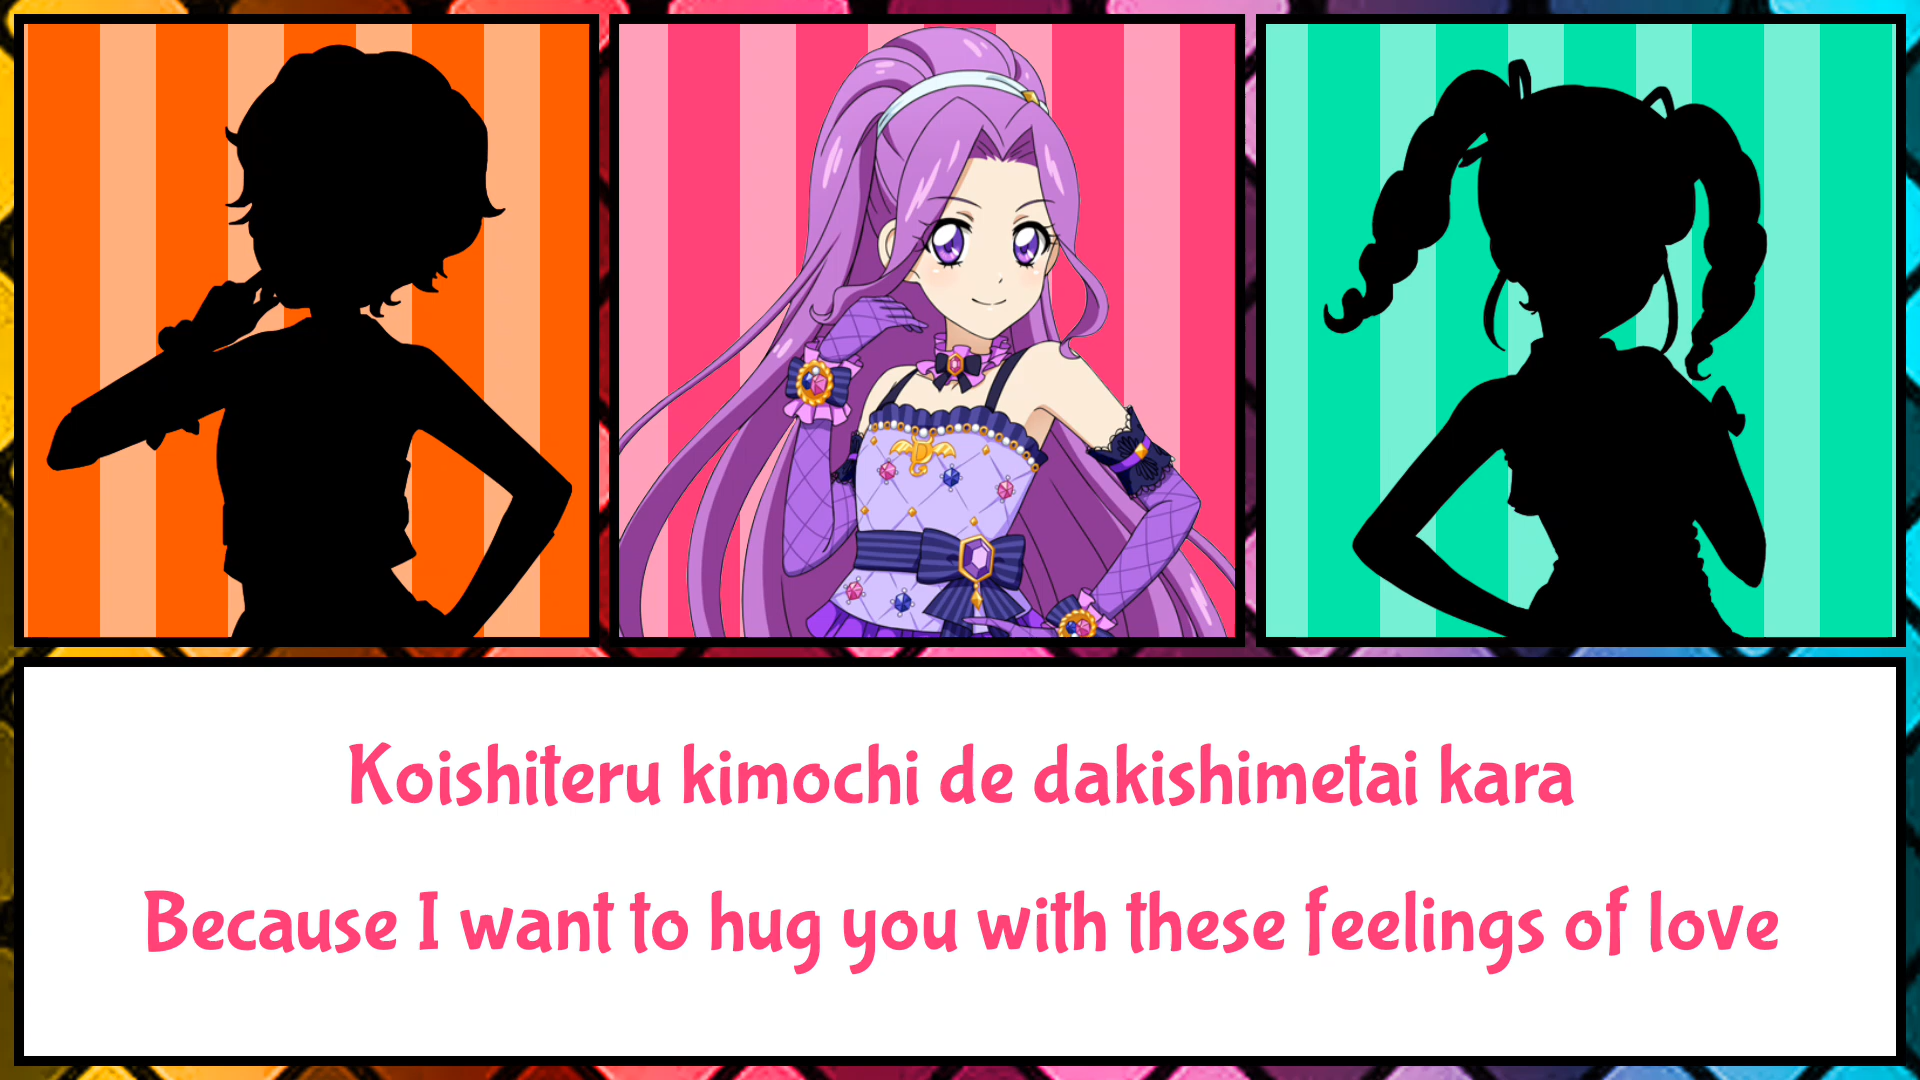 Koishiteru kimochi de dakishimetai kara
Because I want to hug you with these feelings of love